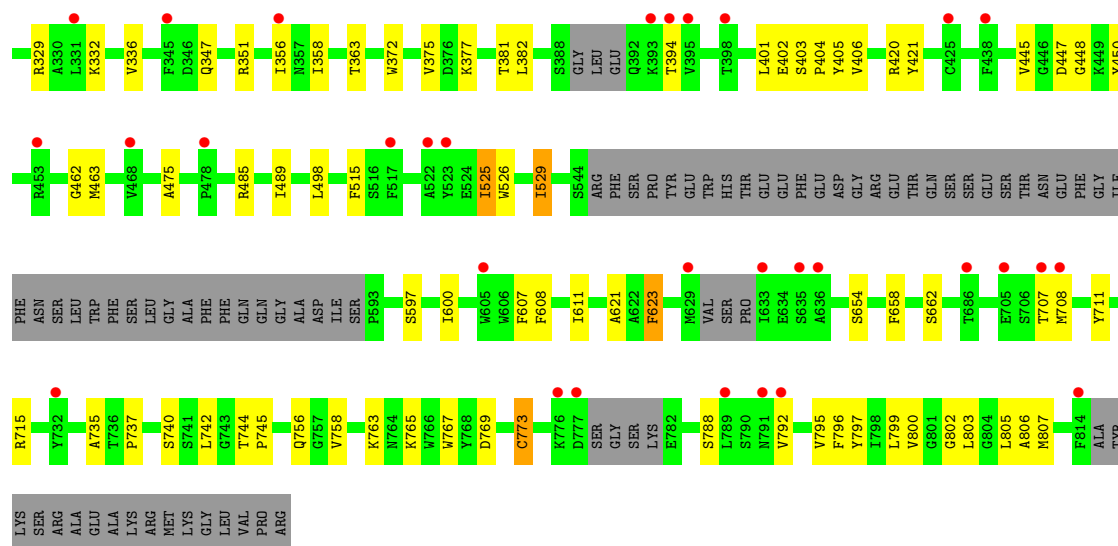 R329 A330 L331 K332 V336 F345 D346 Q347 R351 I356 N357 I358 T363 W372 V375 D376 K377 T381 L382 S388 GLY LEU GLU Q392 K393 T394 V395 T398 L401 E402 S403 P404 Y405 V406 R420 Y421 C425 F438 V445 G446 D447 G448 K449
R453 G462 M463 V468 A475 P478 R485 I489 L498 F515 S516 F517 A522 Y523 E524 I525 W526 I529 S544 ARG PHE SER PRO TYR GLU TRP HIS THR GLU GLU PHE GLU ASP GLY ARG GLU THR GLN SER SER GLU SER THR ASN GLU PHE GLY ILE
PHE ASN SER LEU TRP PHE SER LEU GLY ALA PHE PHE GLN GLN GLY ALA ASP ILE SER P593 S597 I600 W605 W606 F607 F608 I611 A621 A622 F623 M629 VAL SER PRO I633 E634 S635 A636 S654 F658 S662 T686 E705 S706 T707 M708 Y711
R715 Y732 A735 T736 P737 S740 S741 L742 G743 T744 P745 Q756 G757 V758 K763 N764 K765 W766 W767 Y768 D769 C773 K776 D777 SER GLY SER LYS E782 S788 L789 S790 N791 V792 V795 F796 Y797 I798 L799 V800 G801 G802 L803 G804 L805 A806 M807 F814 ALA
LYS SER ARG ALA GLU ALA LYS ARG MET LYS GLY LEU VAL PRO ARG